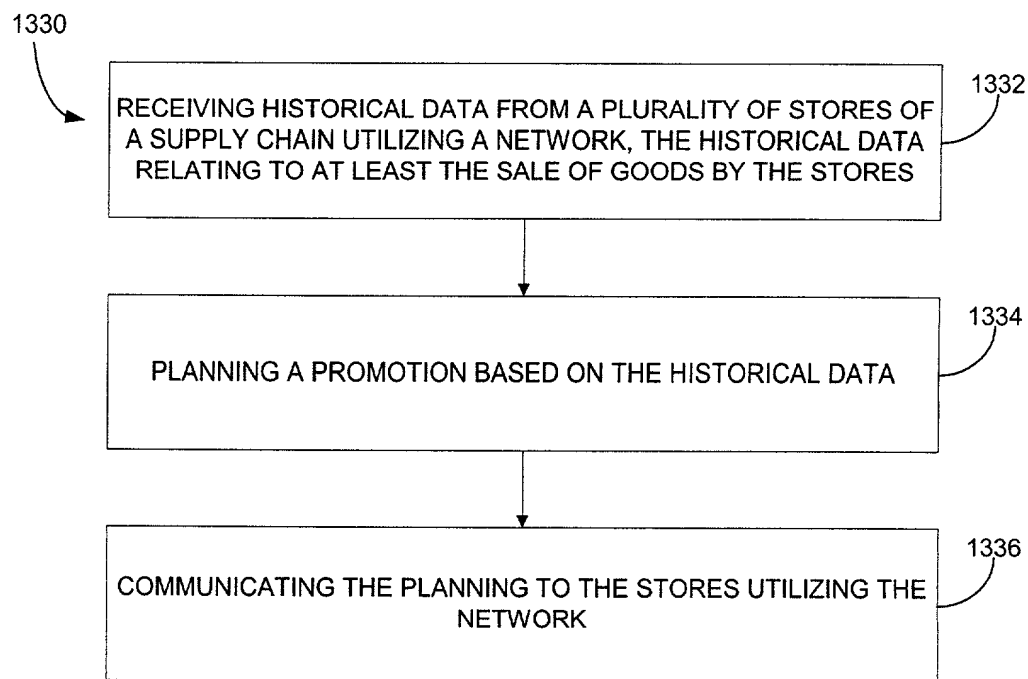 1330
1332
RECEIVING HISTORICAL DATA FROM A PLURALITY OF STORES OF
A SUPPLY CHAIN UTILIZING A NETWORK, THE HISTORICAL DATA
RELATING TO AT LEAST THE SALE OF GOODS BY THE STORES
1334
PLANNING A PROMOTION BASED ON THE HISTORICAL DATA
1336
COMMUNICATING THE PLANNING TO THE STORES UTILIZING THE
NETWORK